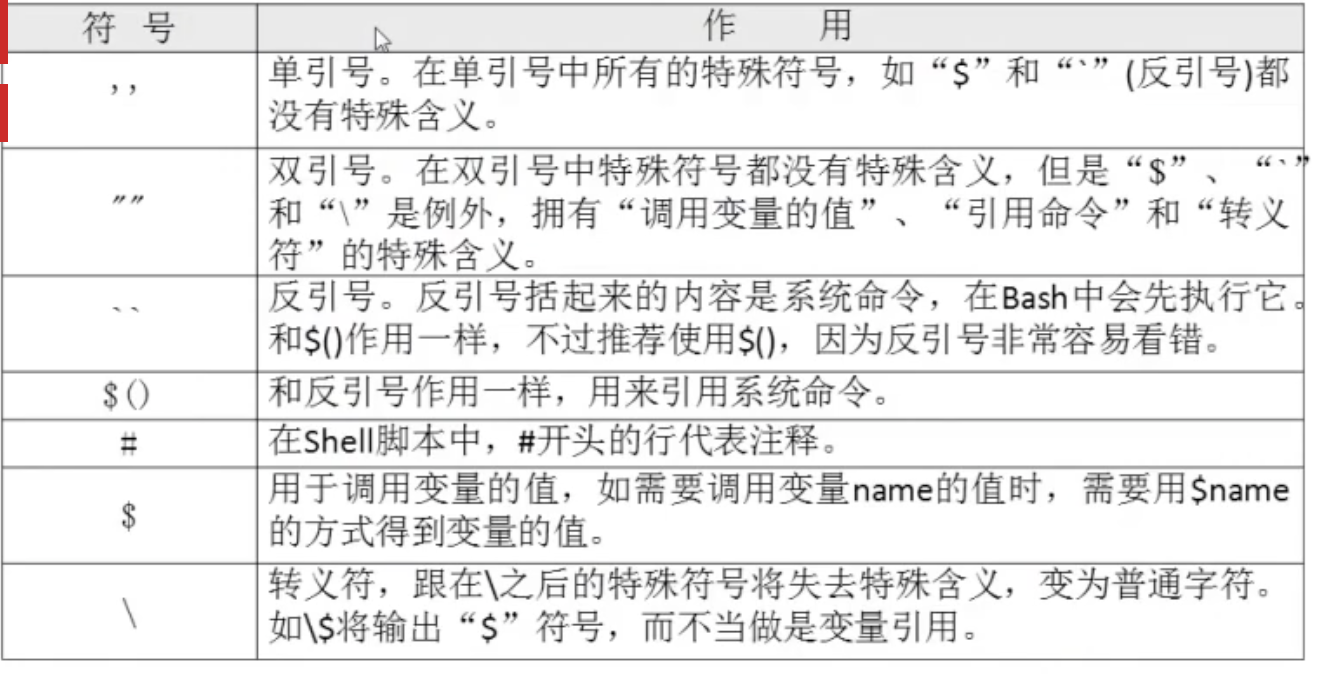 符 号 作 用
''
单引号。在单引号中所有的特殊符号，如“$”和“`”(反引号)都
没有特殊含义。
""
双引号。在双引号中特殊符号都没有特殊含义，但是“$”、“`”
和“\”是例外，拥有“调用变量的值”、“引用命令”和“转义
符”的特殊含义。
``
反引号。反引号括起来的内容是系统命令，在Bash中会先执行它。
和$()作用一样，不过推荐使用$()，因为反引号非常容易看错。
$()
和反引号作用一样，用来引用系统命令。
#
在Shell脚本中，#开头的行代表注释。
$
用于调用变量的值，如需要调用变量name的值时，需要用$name
的方式得到变量的值。
\
转义符，跟在\之后的特殊符号将失去特殊含义，变为普通字符。
如\$将输出“$”符号，而不当做是变量引用。